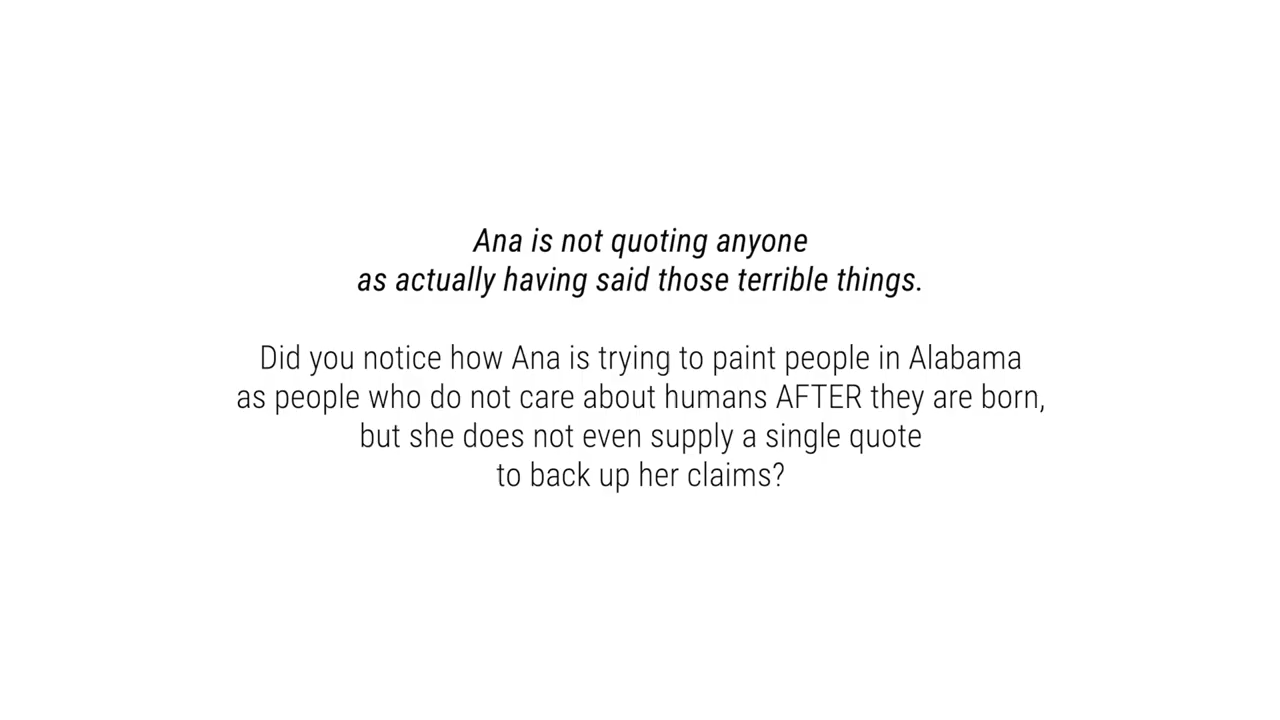 Ana is not quoting anyone
as actually having said those terrible things.
Did you notice how Ana is trying to paint people in Alabama
as people who do not care about humans AFTER they are born,
but she does not even supply a single quote
to back up her claims?